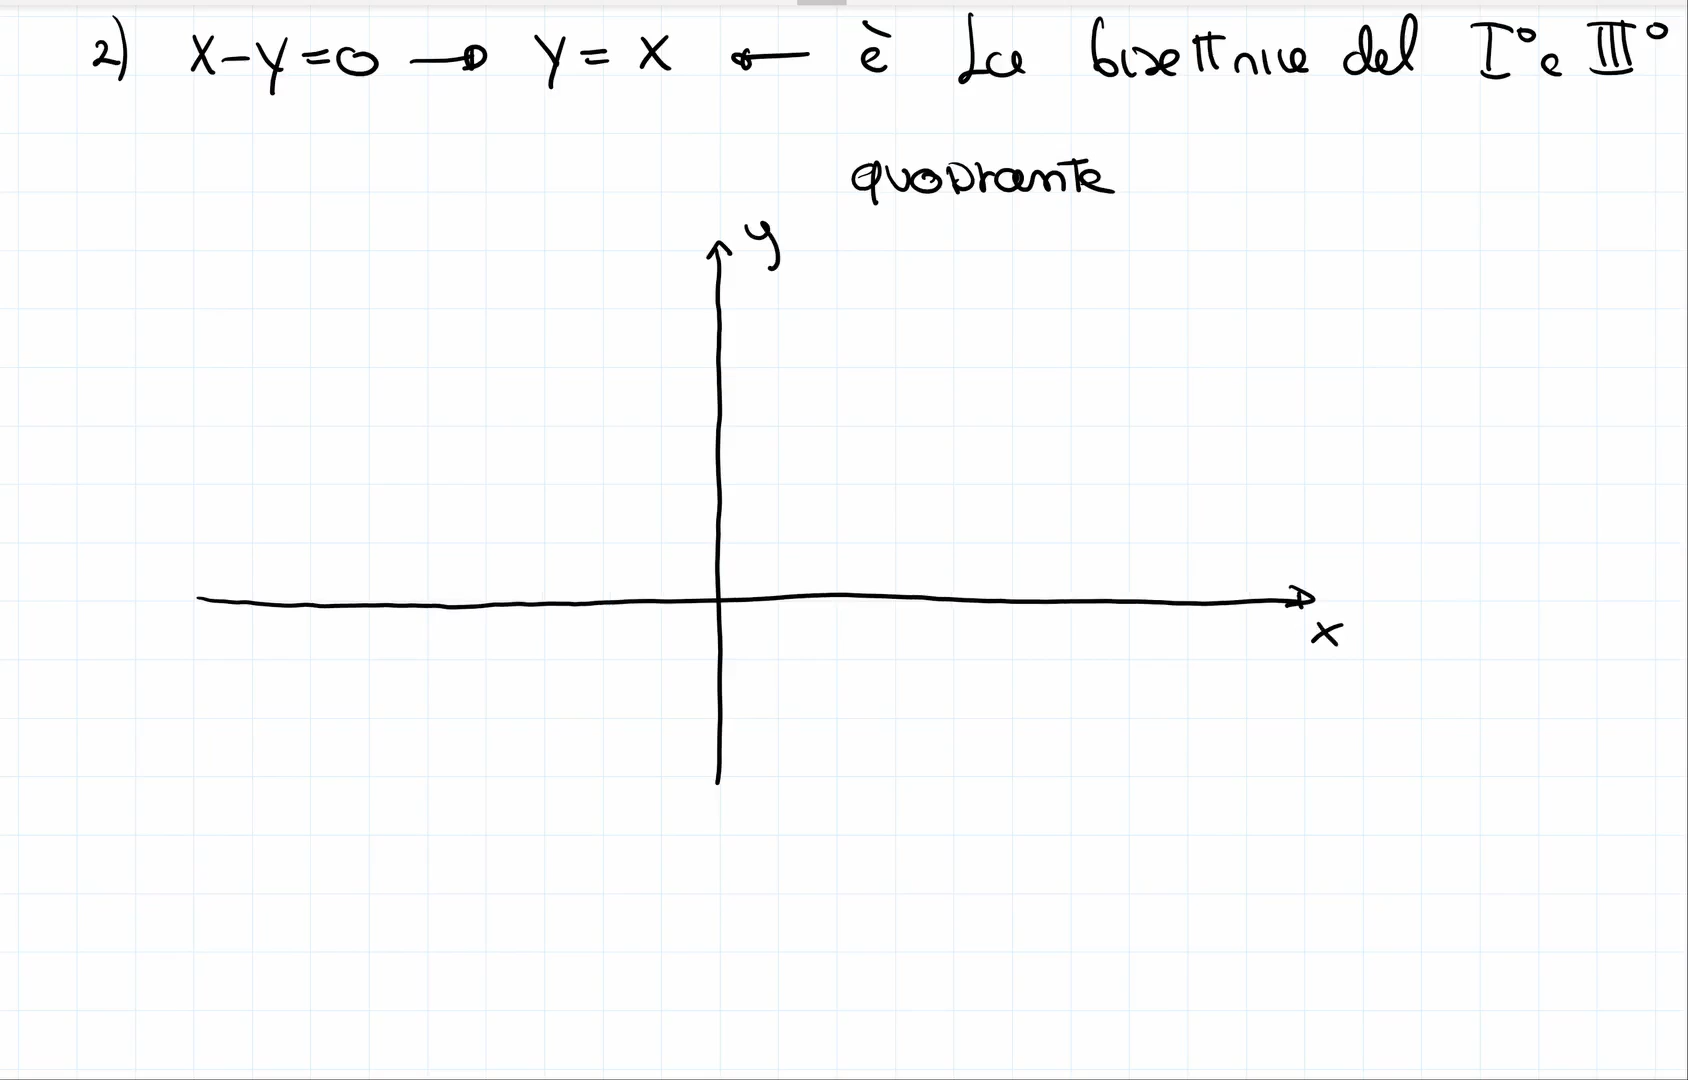 2) X-Y=0 → Y=X ← è La bisettrice del I° e III°
quadrante
y
x